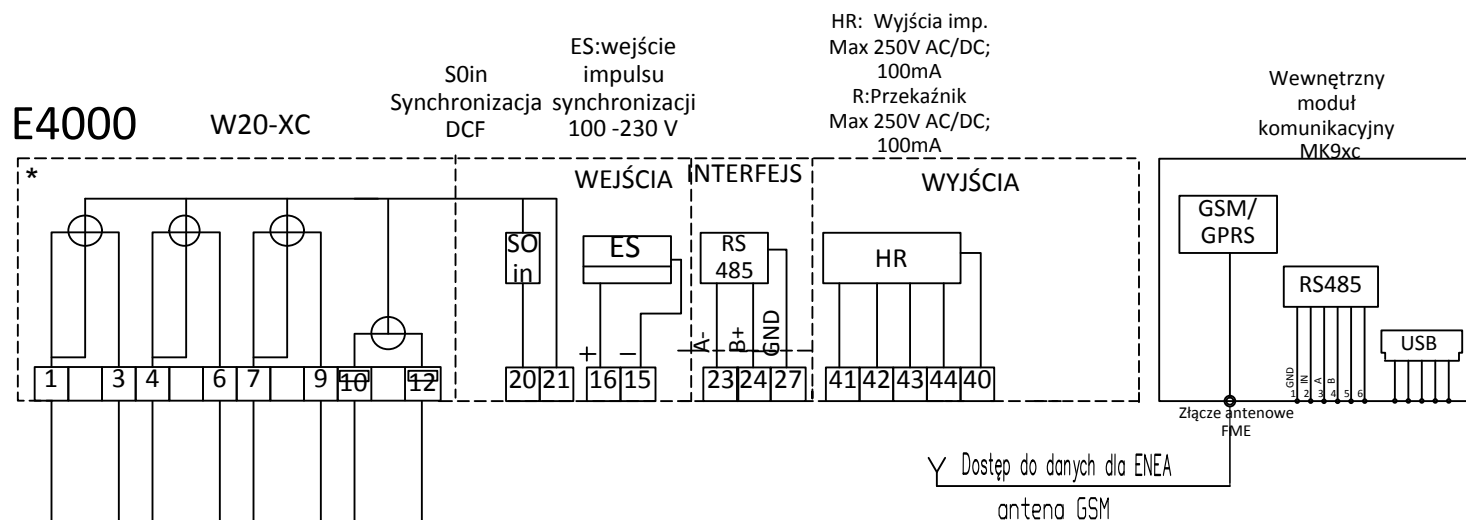 HR: Wyjścia imp.
Max 250V AC/DC;
100mA
R:Przekaźnik
Max 250V AC/DC;
100mA
ES:wejście
impulsu
synchronizacji
100 -230 V
S0in
Synchronizacja
DCF
Wewnętrzny
moduł
komunikacyjny
MK9xc
E4000
W20-XC
*
WEJŚCIA
INTERFEJS
WYJŚCIA
SO
in
ES
RS
485
HR
GSM/
GPRS
RS485
USB
+
–
A-
B+
GND
GND
IN
A
B
1
2
3
4
5
6
1 3 4 6 7 9 10 12
20 21
16 15
23 24 27
41 42 43 44 40
Złącze antenowe
FME
Dostęp do danych dla ENEA
antena GSM